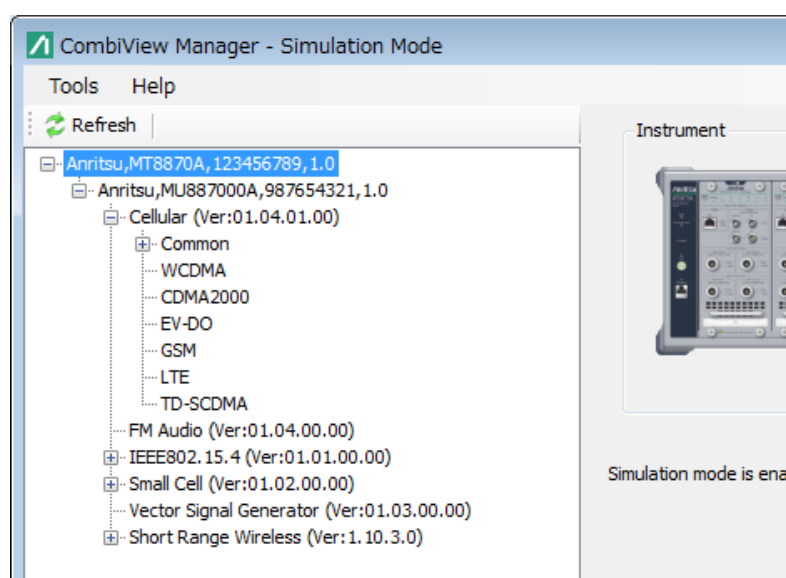 CombiView Manager - Simulation Mode
Tools Help
Refresh
Instrument
Anritsu,MT8870A,123456789,1.0
Anritsu,MU887000A,987654321,1.0
Cellular (Ver:01.04.01.00)
Common
WCDMA
CDMA2000
EV-DO
GSM
LTE
TD-SCDMA
FM Audio (Ver:01.04.00.00)
IEEE802.15.4 (Ver:01.01.00.00)
Small Cell (Ver:01.02.00.00)
Vector Signal Generator (Ver:01.03.00.00)
Short Range Wireless (Ver:1.10.3.0)
Simulation mode is ena